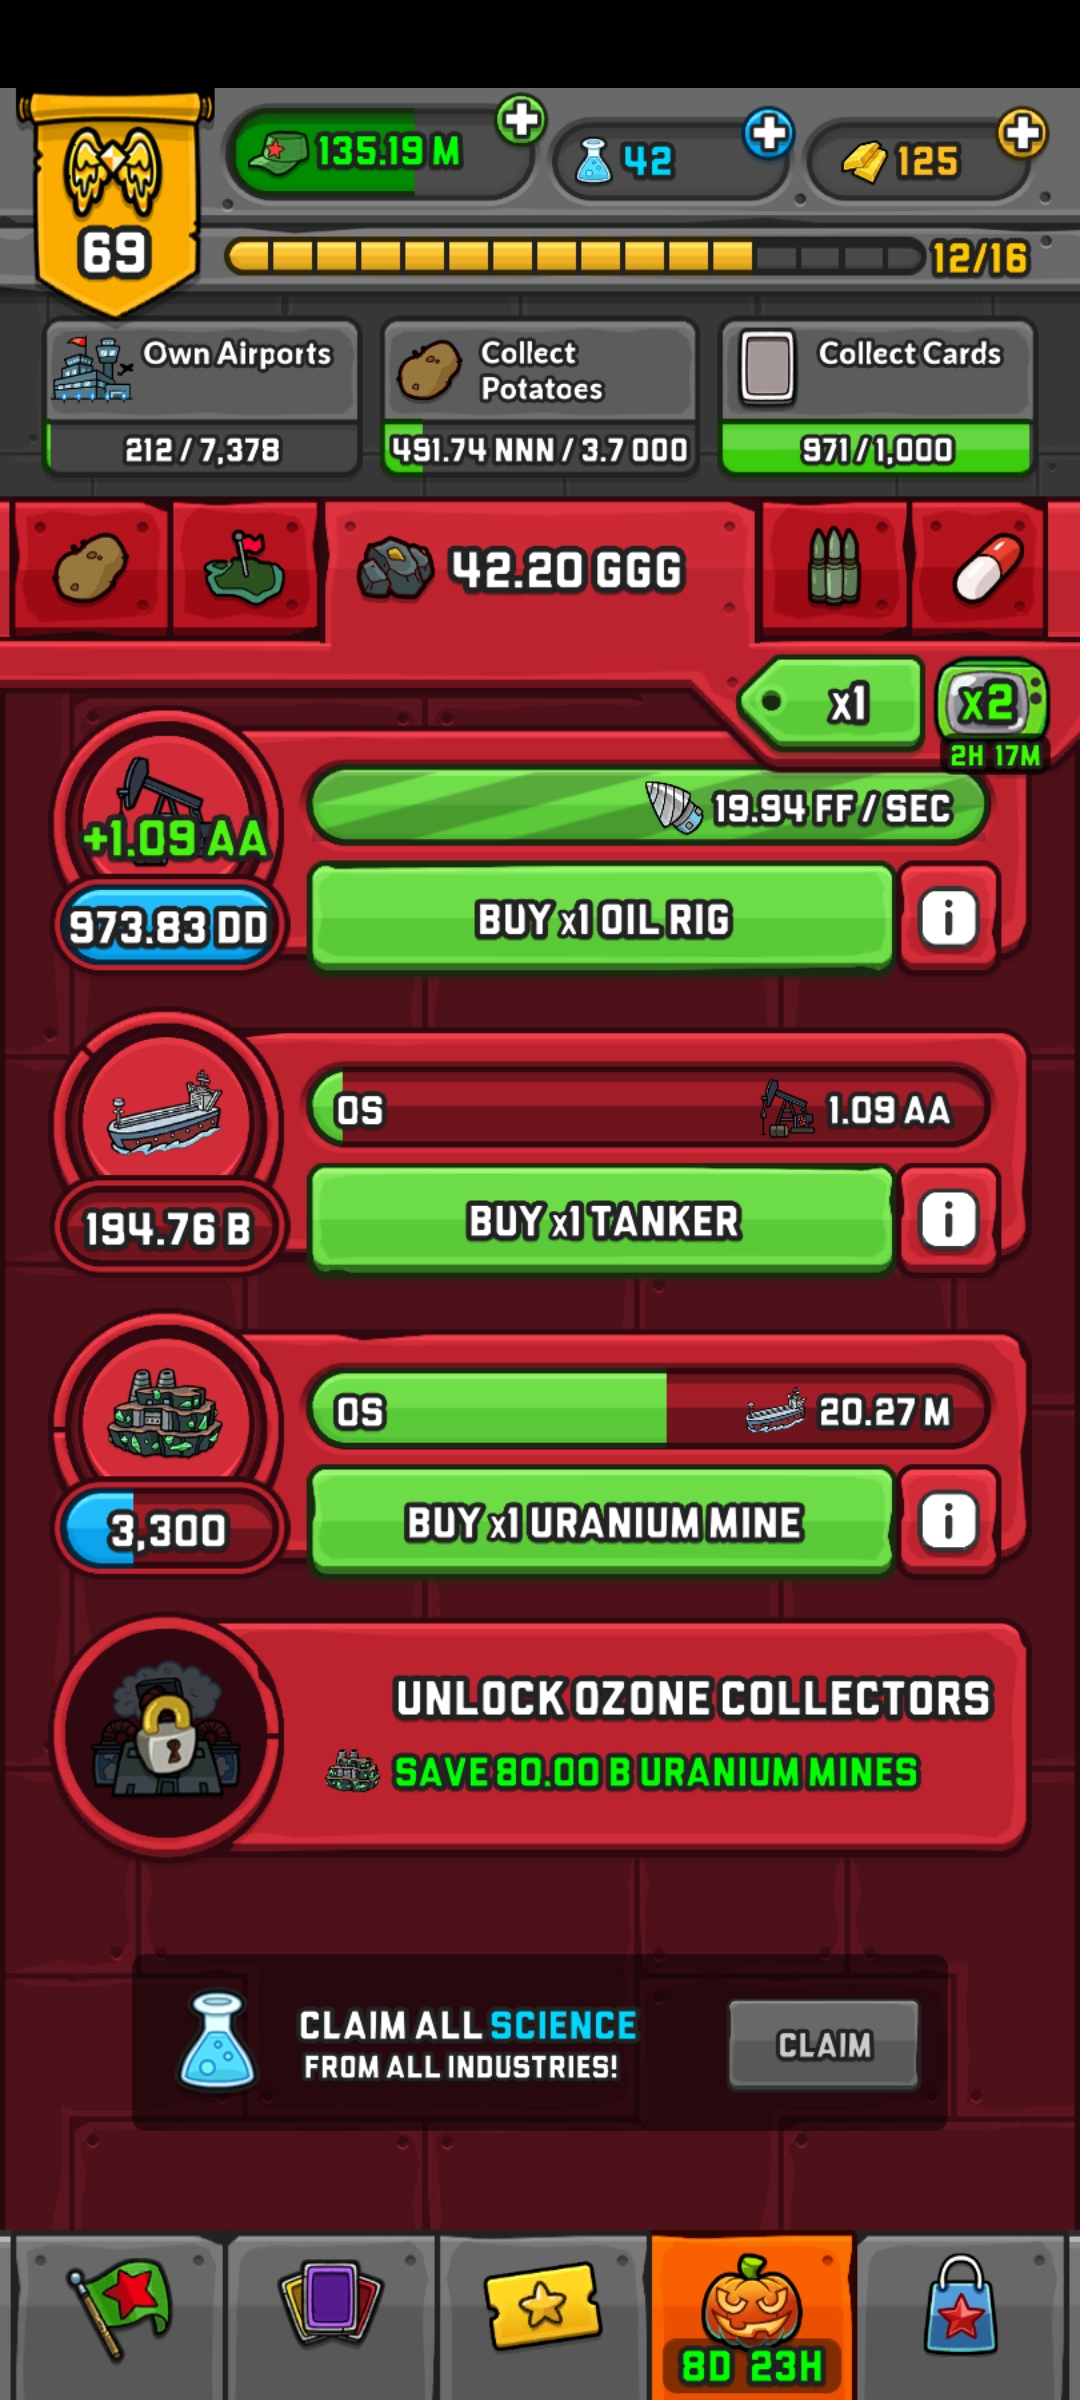 135.19 M
42
125
69
12/16
Own Airports
212 / 7,378
Collect
Potatoes
491.74 NNN / 3.7 OOO
Collect Cards
971 / 1,000
42.20 GGG
x1
x2
2H 17M
+1.09 AA
19.94 FF / SEC
973.83 DD
BUY x1 OIL RIG
i
0S
1.09 AA
194.76 B
BUY x1 TANKER
i
0S
20.27 M
3,300
BUY x1 URANIUM MINE
i
UNLOCK OZONE COLLECTORS
SAVE 80.00 B URANIUM MINES
CLAIM ALL SCIENCE
FROM ALL INDUSTRIES!
CLAIM
8D 23H